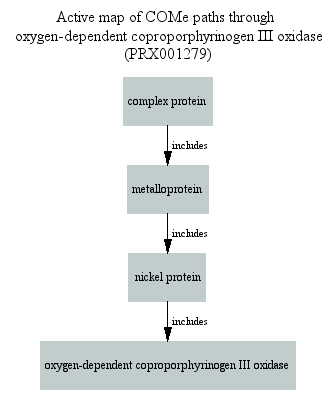 Active map of COMe paths through
oxygen-dependent coproporphyrinogen III oxidase
(PRX001279)
complex protein
includes
metalloprotein
includes
nickel protein
includes
oxygen-dependent coproporphyrinogen III oxidase